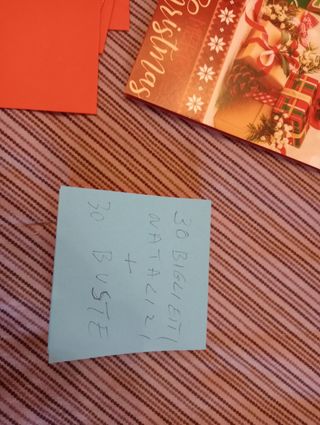 Christmas
30 BIGLIETTI
NATALIZI
+
30 BUSTE